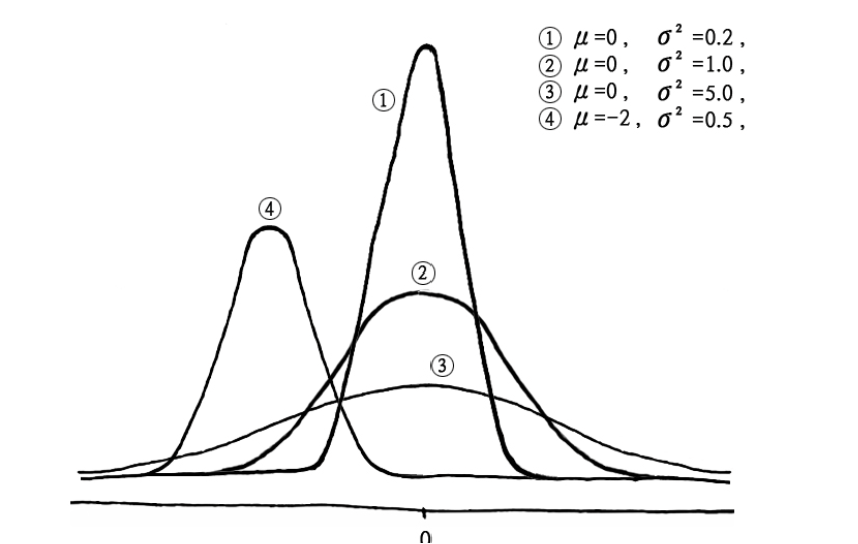 ① μ=0, σ²=0.2,
② μ=0, σ²=1.0,
③ μ=0, σ²=5.0,
④ μ=-2, σ²=0.5,
①
④
②
③
0